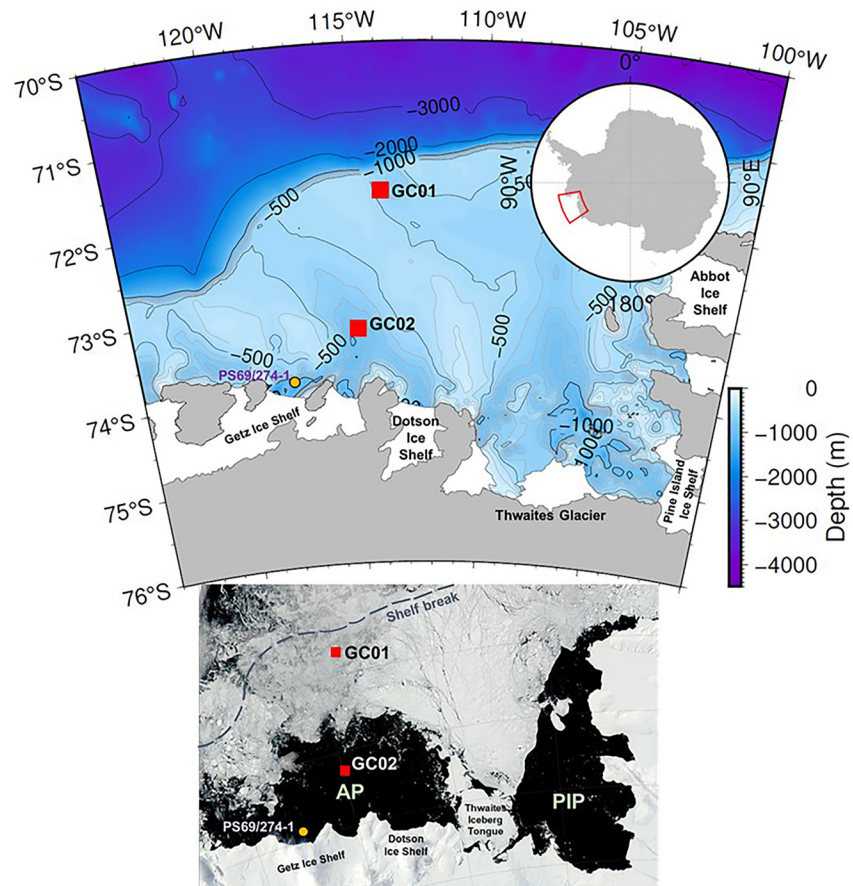 120°W
115°W
110°W
105°W
100°W
70°S
71°S
72°S
73°S
74°S
75°S
76°S
0°
90°W
90°E
180°
−3000
−2000
−1000
−500
−500
GC01
GC02
−500
−500
−500
−500
PS69/274-1
−1000
1000
Abbot
Ice
Shelf
Getz Ice Shelf
Dotson
Ice
Shelf
Thwaites Glacier
Pine Island
Ice Shelf
0
−1000
−2000
−3000
−4000
Depth (m)
Shelf break
GC01
GC02
AP
PIP
PS69/274-1
Thwaites
Iceberg
Tongue
Getz Ice Shelf
Dotson
Ice Shelf